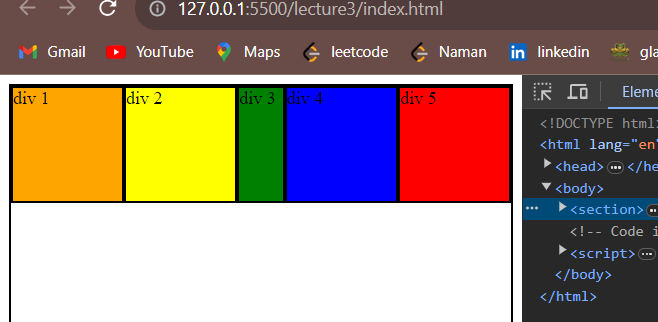 127.0.0.1:5500/lecture3/index.html
Gmail YouTube Maps leetcode Naman linkedin gla
div 1 div 2 div 3 div 4 div 5
Eleme
<!DOCTYPE html
<html lang="en"
<head> ⋯ </he
<body>
<section> ⋯
<!-- Code i
<script> ⋯
</body>
</html>